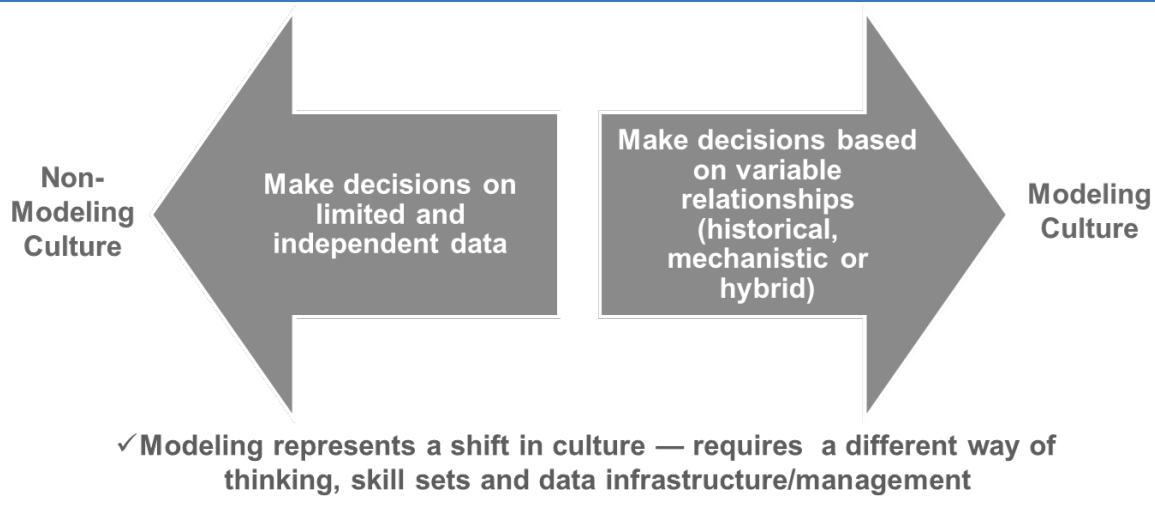 Non-
Modeling
Culture
Make decisions on
limited and
independent data
Make decisions based
on variable
relationships
(historical,
mechanistic or
hybrid)
Modeling
Culture
✓Modeling represents a shift in culture — requires a different way of
thinking, skill sets and data infrastructure/management